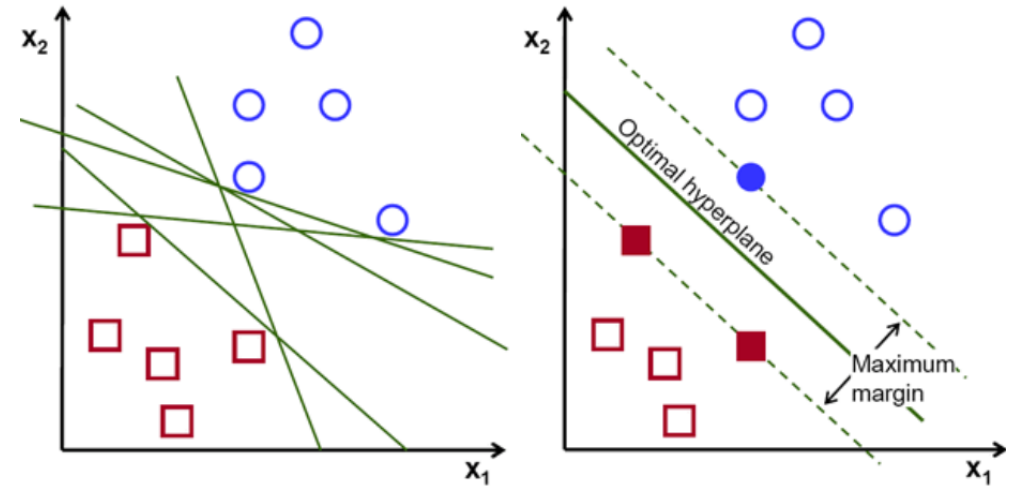 x₂
x₁
x₂
Optimal hyperplane
Maximum
margin
x₁